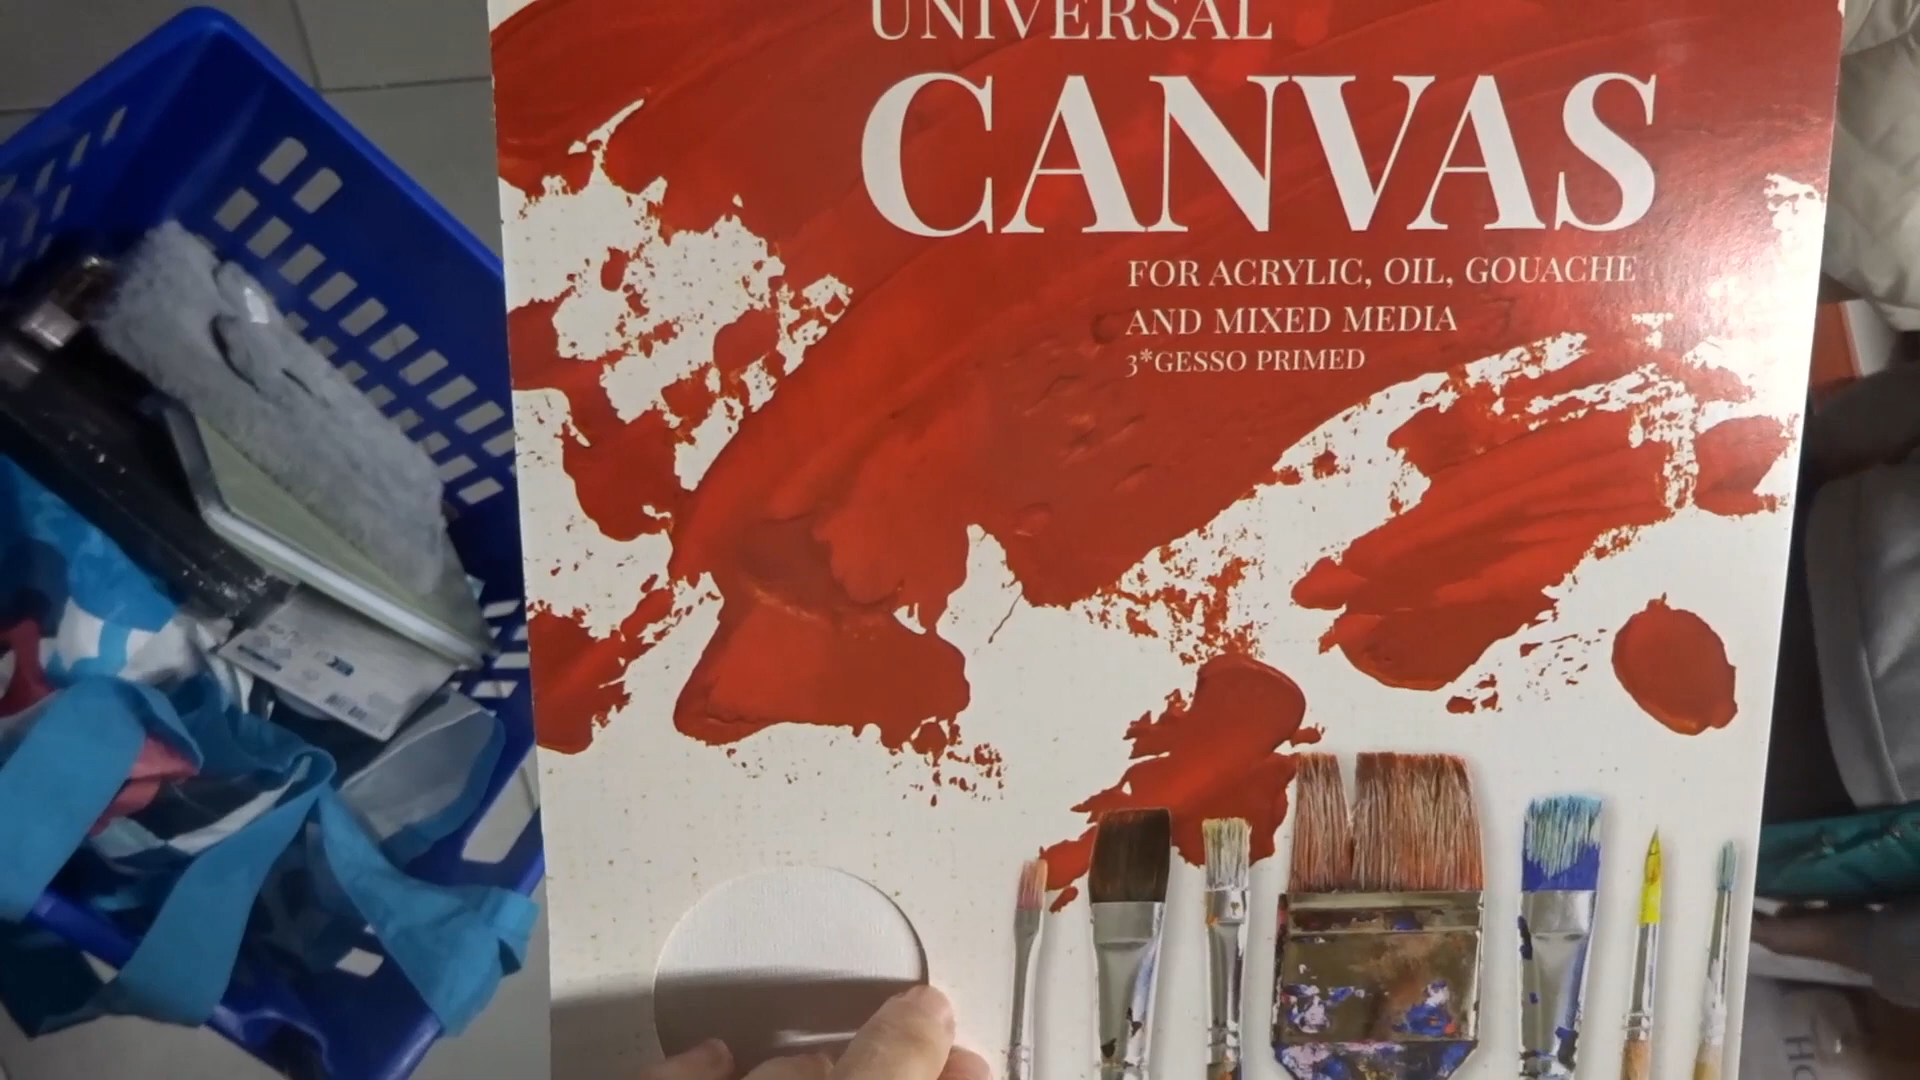 UNIVERSAL
CANVAS
FOR ACRYLIC, OIL, GOUACHE
AND MIXED MEDIA
3*GESSO PRIMED